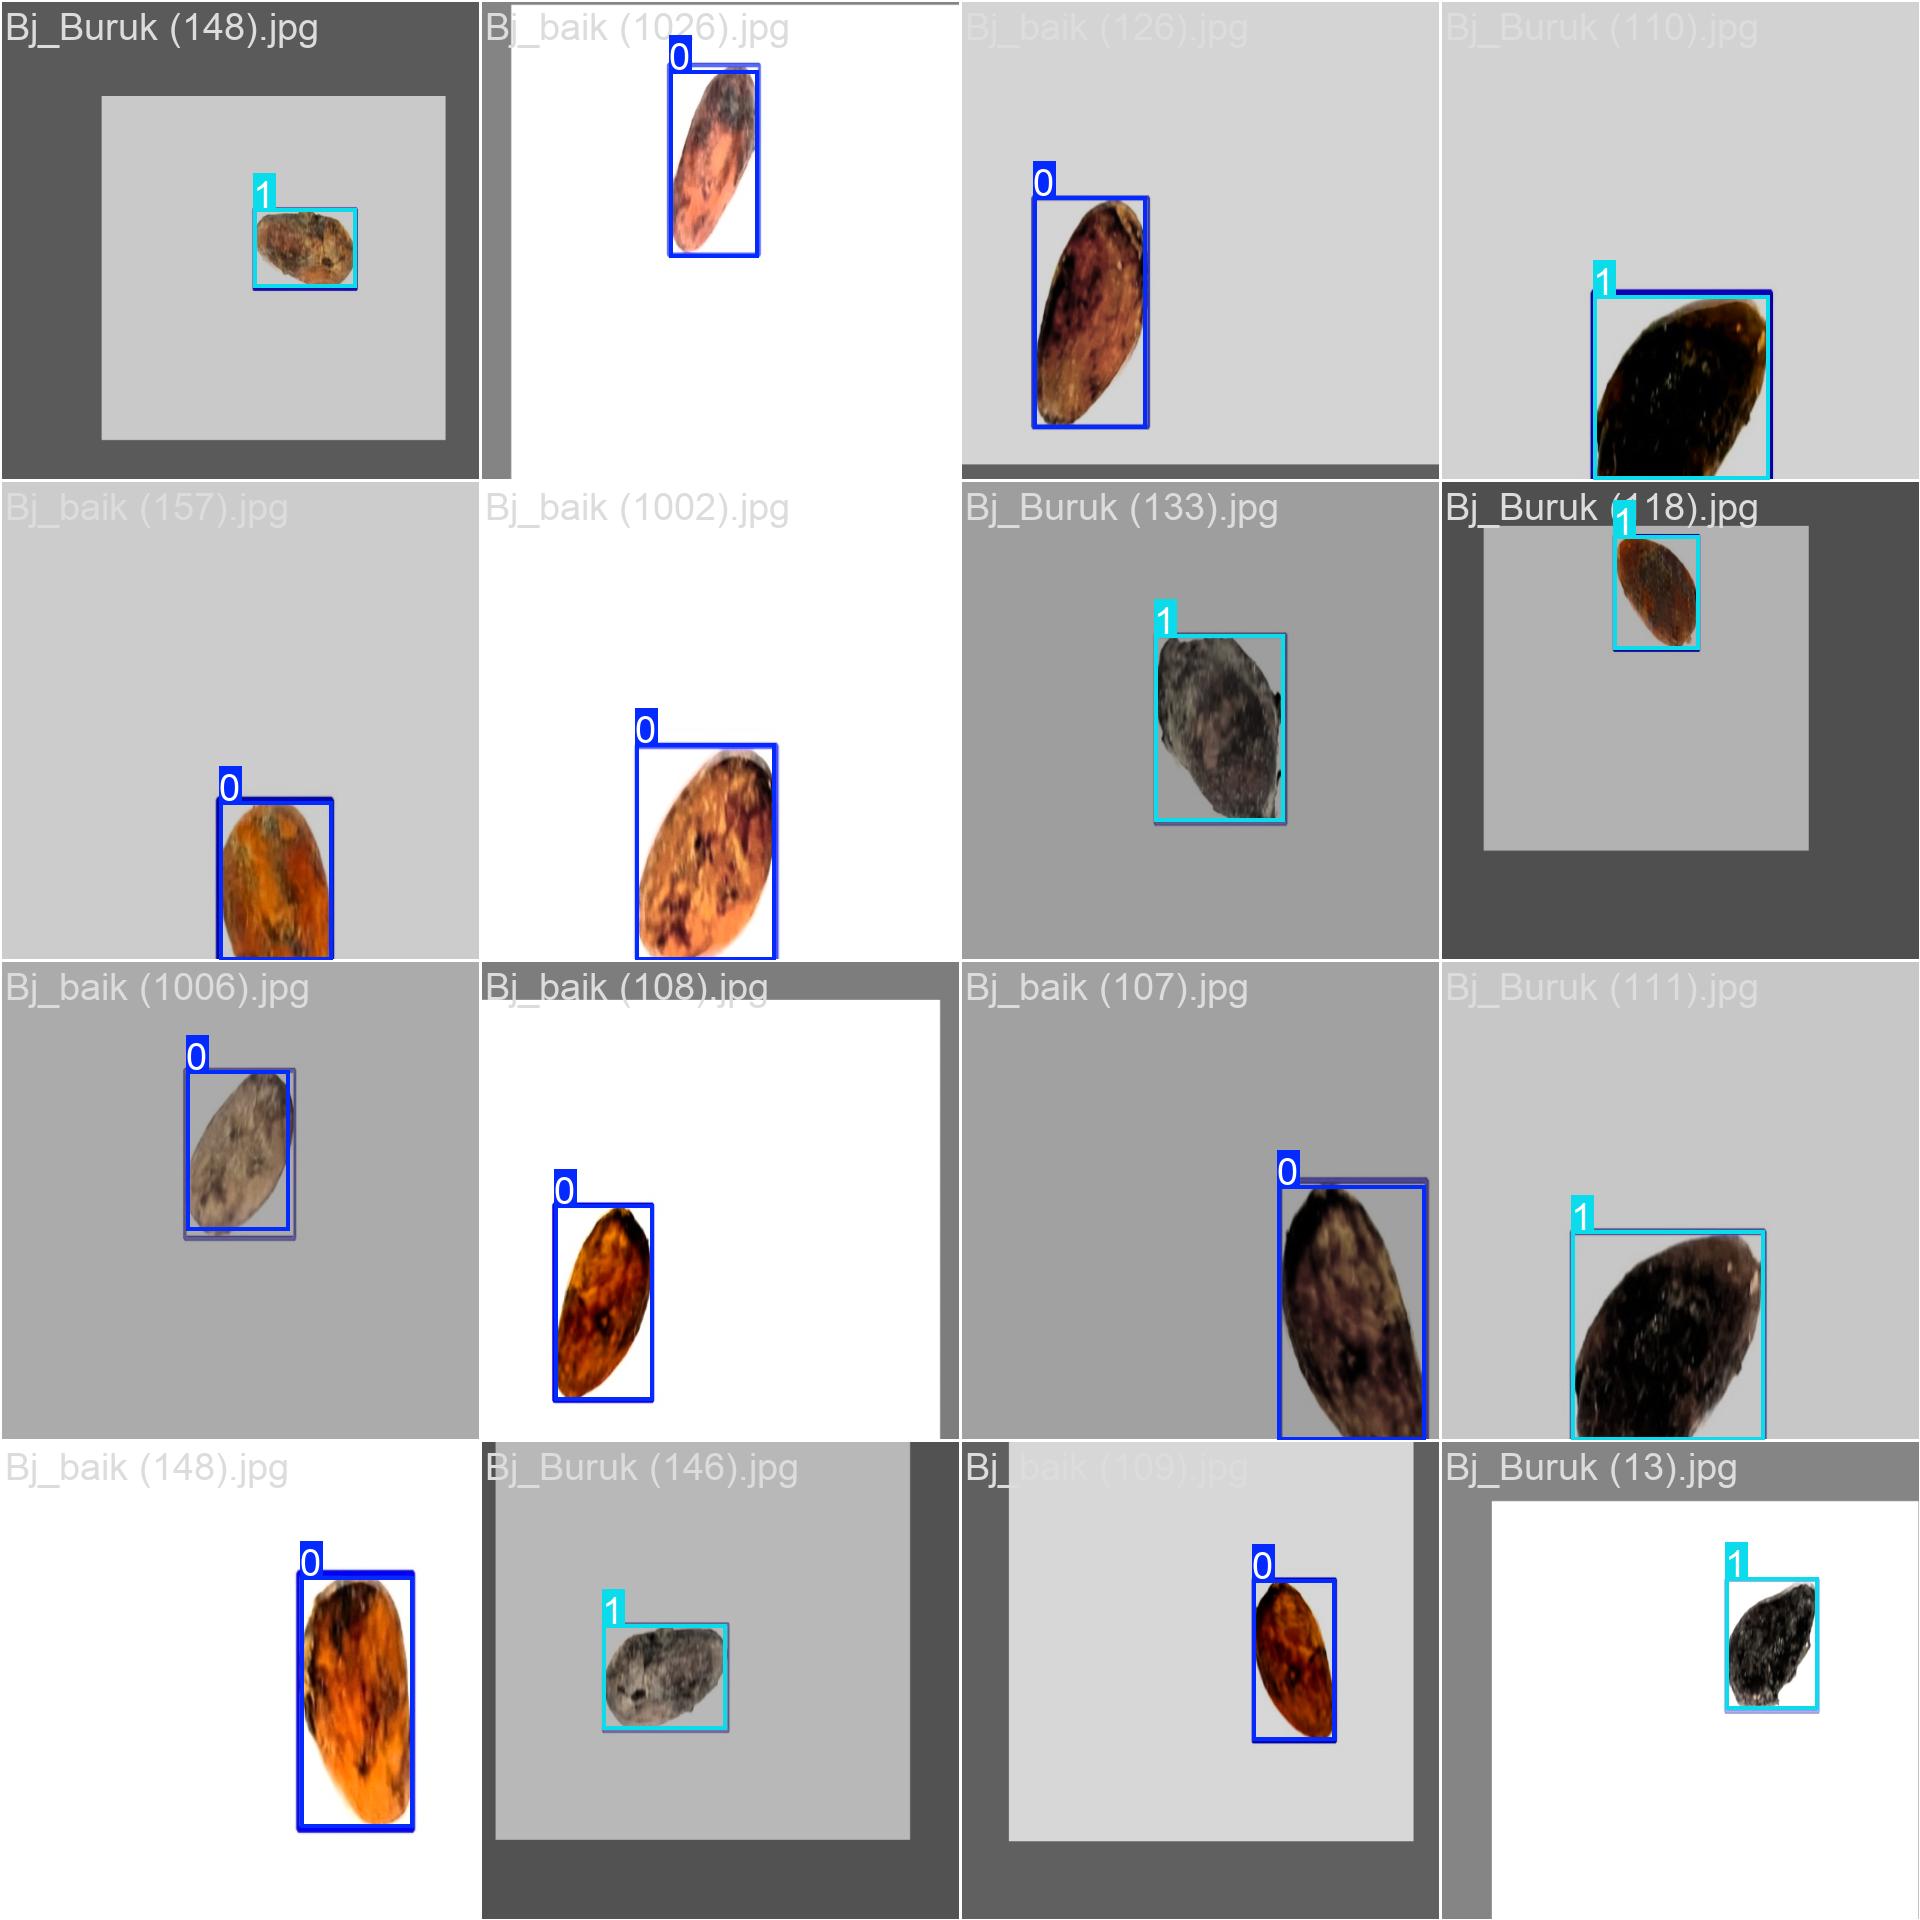 Bj_Buruk (148).jpg
1
Bj_baik (1026).jpg
0
Bj_baik (126).jpg
0
Bj_Buruk (110).jpg
1
Bj_baik (157).jpg
0
Bj_baik (1002).jpg
0
Bj_Buruk (133).jpg
1
Bj_Buruk (118).jpg
1
Bj_baik (1006).jpg
0
Bj_baik (108).jpg
0
Bj_baik (107).jpg
0
Bj_Buruk (111).jpg
1
Bj_baik (148).jpg
0
Bj_Buruk (146).jpg
1
Bj_baik (109).jpg
0
Bj_Buruk (13).jpg
1